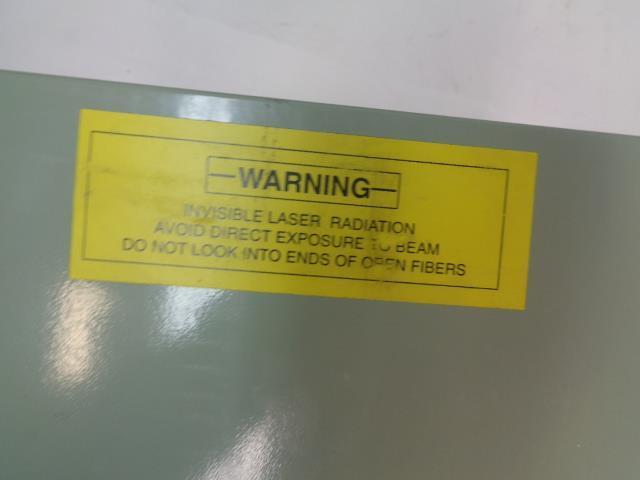 WARNING
INVISIBLE LASER RADIATION
AVOID DIRECT EXPOSURE TO BEAM
DO NOT LOOK INTO ENDS OF OPEN FIBERS